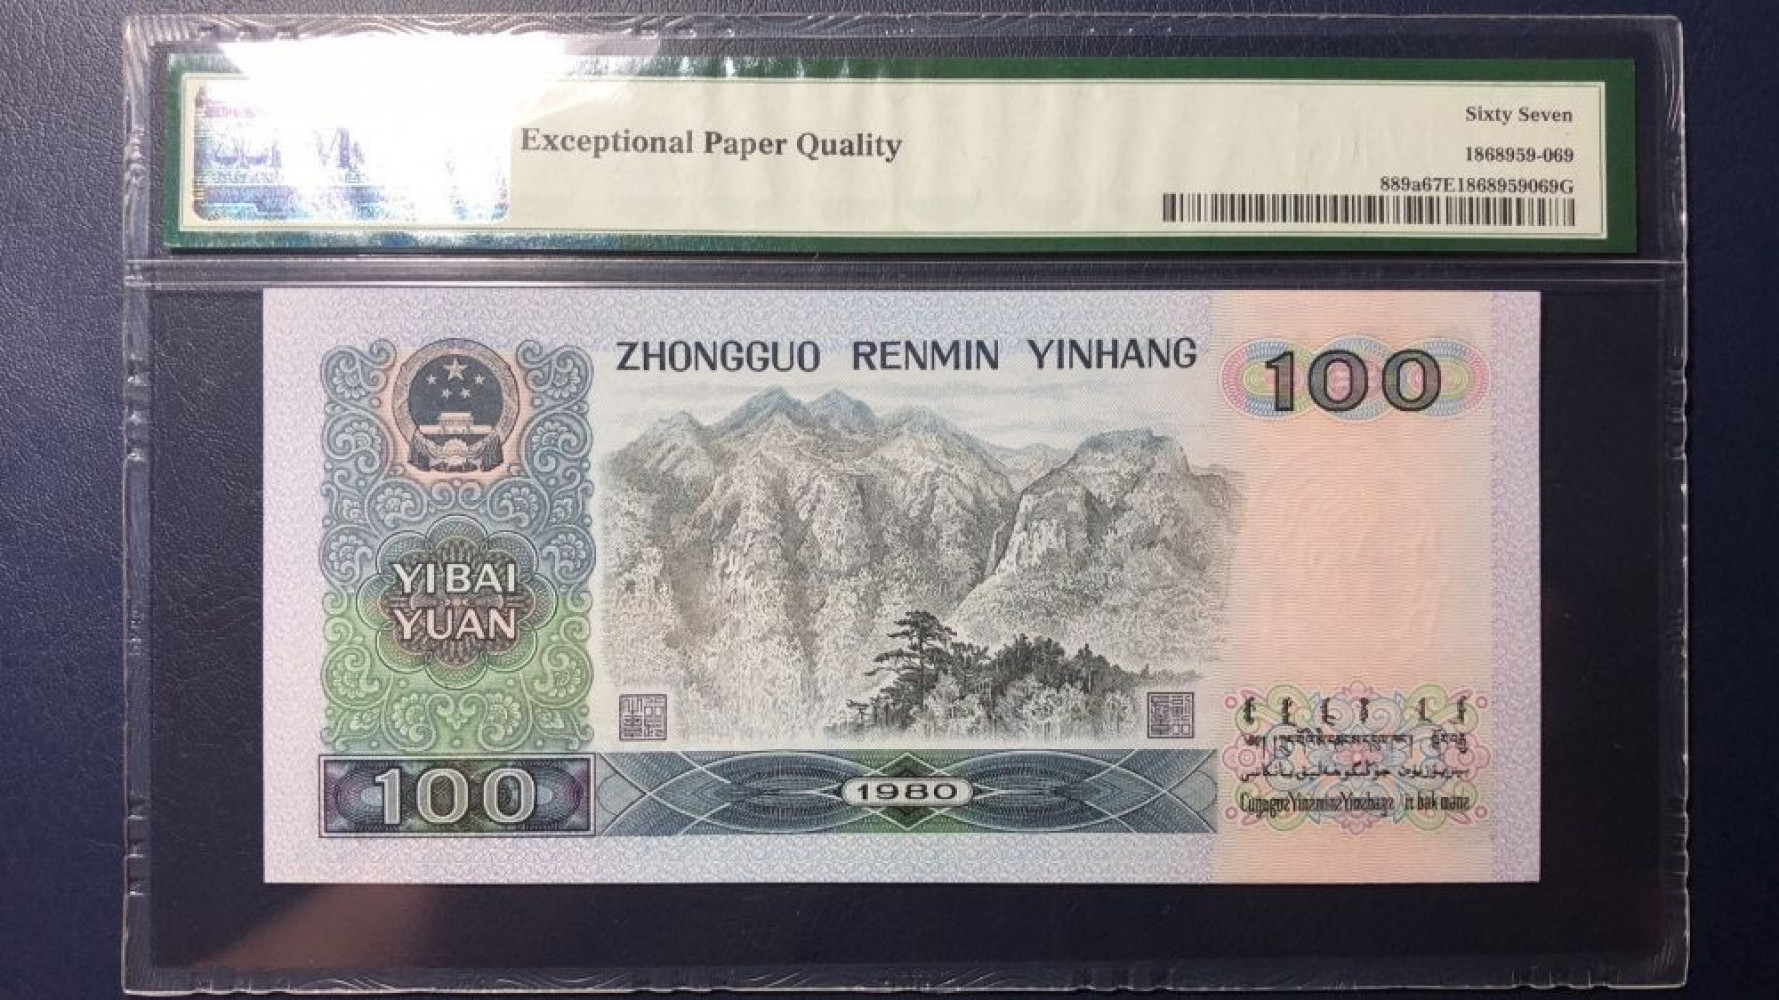 Exceptional Paper Quality
Sixty Seven
1868959-069
889a67E1868959069G
ZHONGGUO RENMIN YINHANG
100
YI BAI
YUAN
100
1980